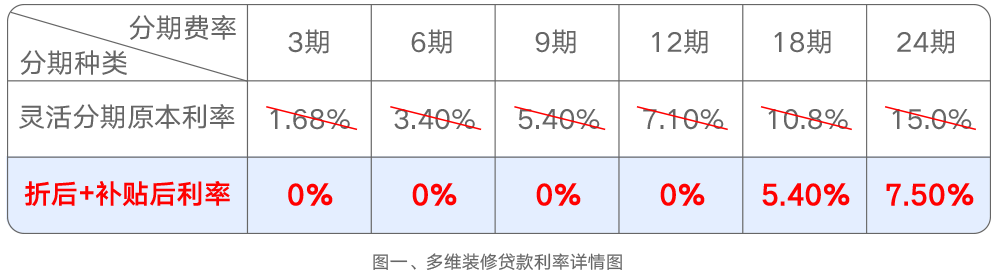 分期费率
分期种类
3期 6期 9期 12期 18期 24期
灵活分期原本利率 1.68% 3.40% 5.40% 7.10% 10.8% 15.0%
折后+补贴后利率 0% 0% 0% 0% 5.40% 7.50%
图一、多维装修贷款利率详情图